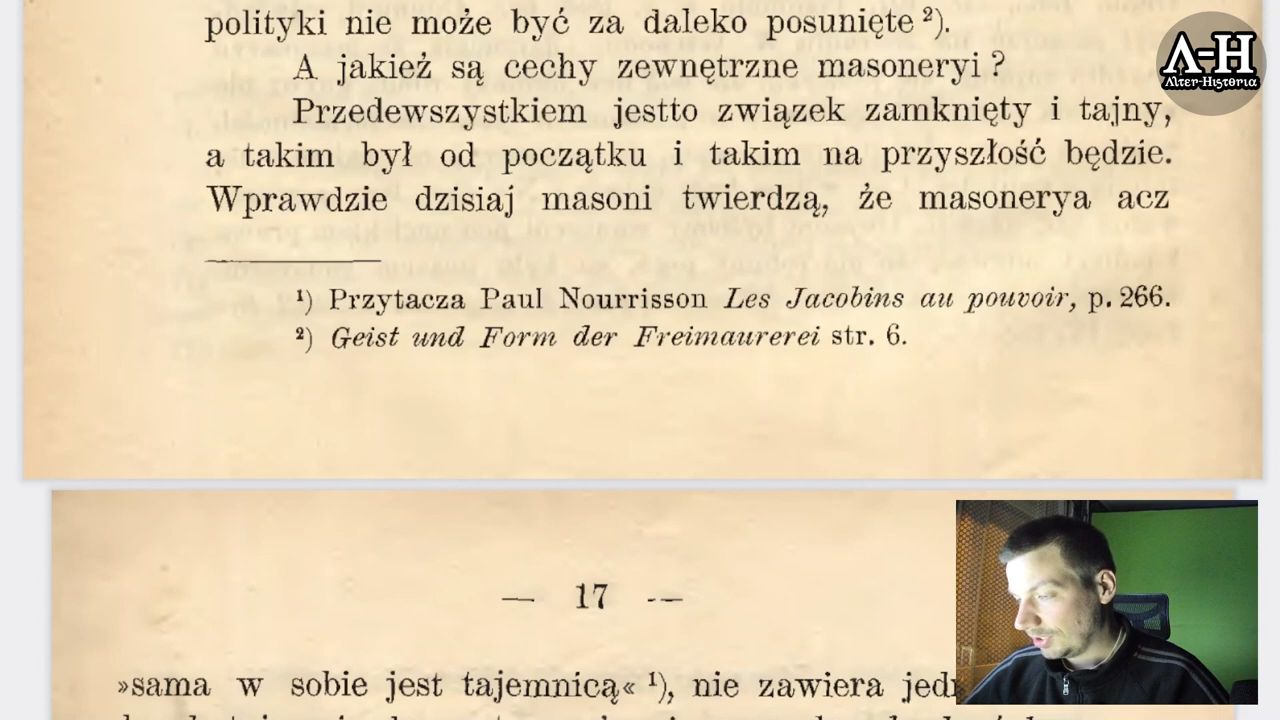 polityki nie może być za daleko posunięte ²).
A jakież są cechy zewnętrzne masoneryi ?
Przedewszystkiem jestto związek zamknięty i tajny,
a takim był od początku i takim na przyszłość będzie.
Wprawdzie dzisiaj masoni twierdzą, że masonerya acz
¹) Przytacza Paul Nourrisson Les Jacobins au pouvoir, p. 266.
²) Geist und Form der Freimaurerei str. 6.
— 17 —
»sama w sobie jest tajemnicą« ¹), nie zawiera
A-H
Alter-Historia